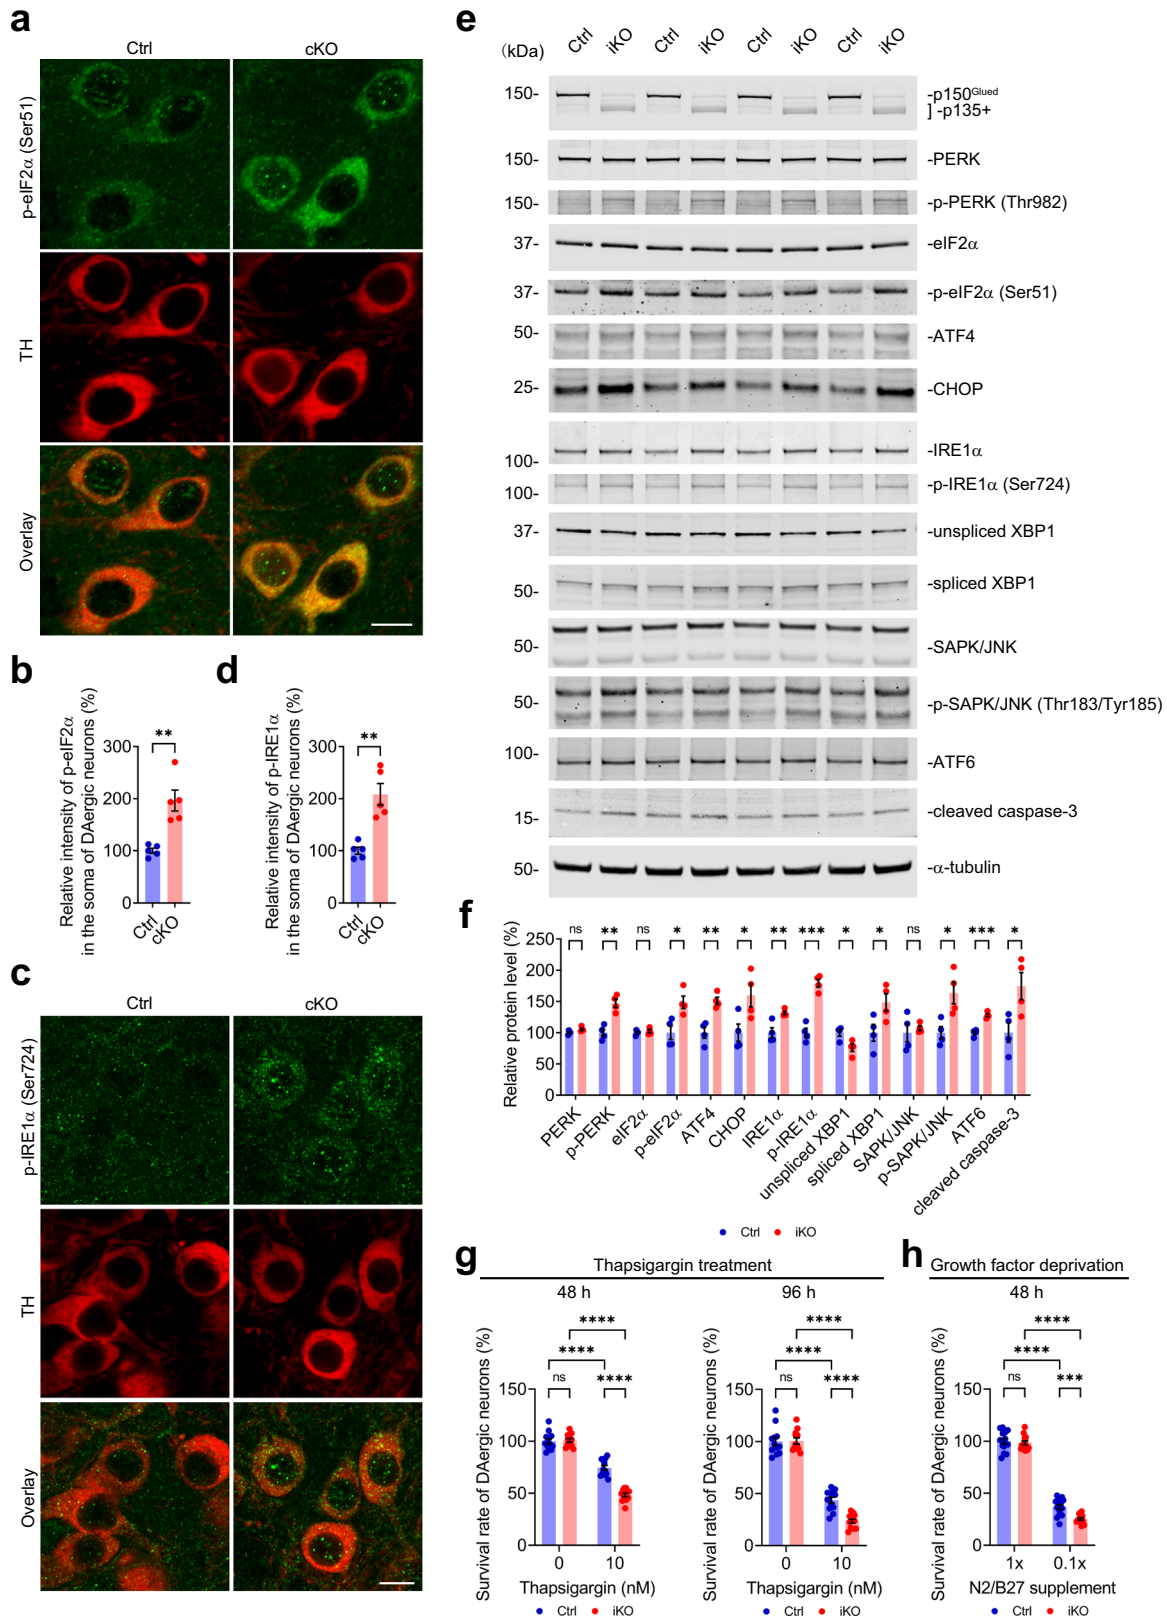 a
Ctrl
cKO
p-eIF2α (Ser51)
TH
Overlay
b
Relative intensity of p-eIF2α
in the soma of DAergic neurons (%)
300
200
100
0
**
Ctrl
cKO
d
Relative intensity of p-IRE1α
in the soma of DAergic neurons (%)
300
200
100
0
**
Ctrl
cKO
c
Ctrl
cKO
p-IRE1α (Ser724)
TH
Overlay
e
(kDa)
Ctrl iKO Ctrl iKO Ctrl iKO Ctrl iKO
150- -p150Glued
] -p135+
150- -PERK
150- -p-PERK (Thr982)
37- -eIF2α
37- -p-eIF2α (Ser51)
50- -ATF4
25- -CHOP
100- -IRE1α
100- -p-IRE1α (Ser724)
37- -unspliced XBP1
50- -spliced XBP1
50- -SAPK/JNK
50- -p-SAPK/JNK (Thr183/Tyr185)
100- -ATF6
15- -cleaved caspase-3
50- -α-tubulin
f
Relative protein level (%)
250
200
150
100
50
0
ns ** ns * ** * ** *** * * ns * *** *
PERK
p-PERK
eIF2α
p-eIF2α
ATF4
CHOP
IRE1α
p-IRE1α
unspliced XBP1
spliced XBP1
SAPK/JNK
p-SAPK/JNK
ATF6
cleaved caspase-3
Ctrl iKO
g
Thapsigargin treatment
48 h
Survival rate of DAergic neurons (%)
150
100
50
0
****
****
ns ****
0 10
Thapsigargin (nM)
Ctrl iKO
96 h
Survival rate of DAergic neurons (%)
150
100
50
0
****
****
ns ****
0 10
Thapsigargin (nM)
Ctrl iKO
h
Growth factor deprivation
48 h
Survival rate of DAergic neurons (%)
150
100
50
0
****
****
ns ***
1x 0.1x
N2/B27 supplement
Ctrl iKO